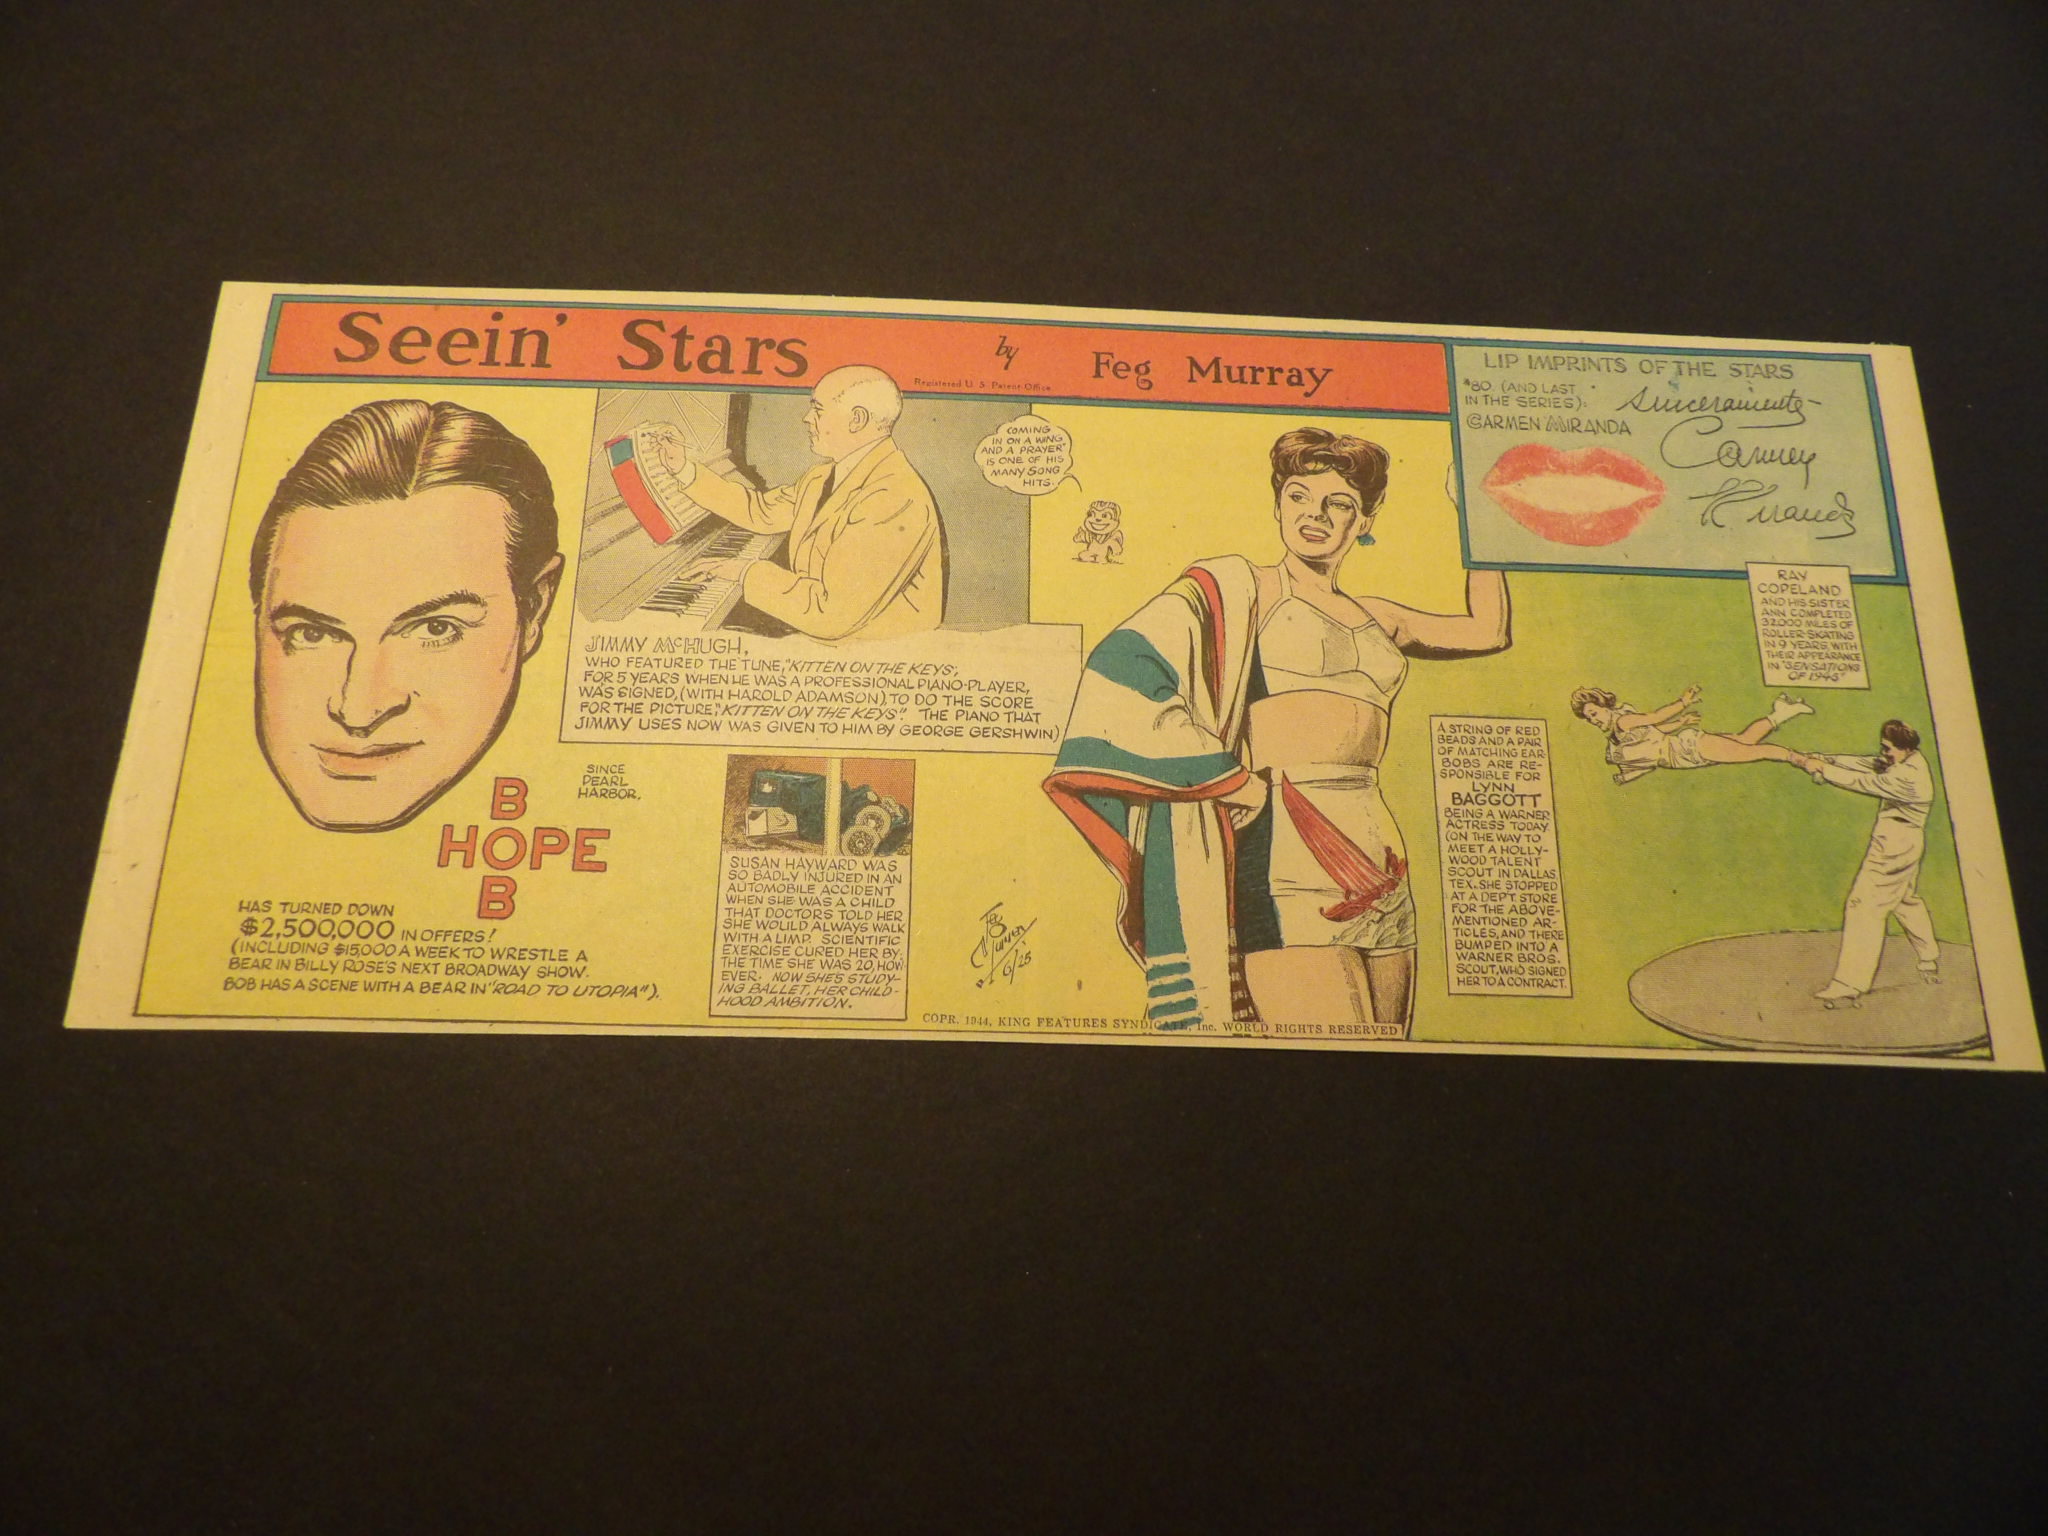 Seein' Stars by Feg Murray
Registered U. S. Patent Office
LIP IMPRINTS OF THE STARS
#80. (AND LAST
IN THE SERIES):
CARMEN MIRANDA
Sinceramente
Carmen
Miranda
COMING
IN ON A WING
AND A PRAYER"
IS ONE OF HIS
MANY SONG
HITS.
JIMMY McHUGH,
WHO FEATURED THE TUNE, "KITTEN ON THE KEYS",
FOR 5 YEARS WHEN HE WAS A PROFESSIONAL PIANO-PLAYER,
WAS SIGNED, (WITH HAROLD ADAMSON), TO DO THE SCORE
FOR THE PICTURE, "KITTEN ON THE KEYS". THE PIANO THAT
JIMMY USES NOW WAS GIVEN TO HIM BY GEORGE GERSHWIN)
B
HOPE
B
SINCE
PEARL
HARBOR,
HAS TURNED DOWN
$2,500,000 IN OFFERS!
(INCLUDING $15,000 A WEEK TO WRESTLE A
BEAR IN BILLY ROSE'S NEXT BROADWAY SHOW.
BOB HAS A SCENE WITH A BEAR IN "ROAD TO UTOPIA").
SUSAN HAYWARD WAS
SO BADLY INJURED IN AN
AUTOMOBILE ACCIDENT
WHEN SHE WAS A CHILD
THAT DOCTORS TOLD HER
SHE WOULD ALWAYS WALK
WITH A LIMP. SCIENTIFIC
EXERCISE CURED HER BY
THE TIME SHE WAS 20, HOW-
EVER. NOW SHE'S STUDY-
ING BALLET, HER CHILD-
HOOD AMBITION.
Feg
Murray
6/25
A STRING OF RED
BEADS AND A PAIR
OF MATCHING EAR-
BOBS ARE RE-
SPONSIBLE FOR
LYNN
BAGGOTT
BEING A WARNER
ACTRESS TODAY.
(ON THE WAY TO
MEET A HOLLY-
WOOD TALENT
SCOUT IN DALLAS,
TEX. SHE STOPPED
AT A DEPT. STORE
FOR THE ABOVE-
MENTIONED AR-
TICLES, AND THERE
BUMPED INTO A
WARNER BROS.
SCOUT, WHO SIGNED
HER TO A CONTRACT.
RAY
COPELAND
AND HIS SISTER
ANN COMPLETED
32,000 MILES OF
ROLLER-SKATING
IN 9 YEARS, WITH
THEIR APPEARANCE
IN "SENSATIONS
OF 1945"
COPR. 1944, KING FEATURES SYNDICATE, Inc. WORLD RIGHTS RESERVED